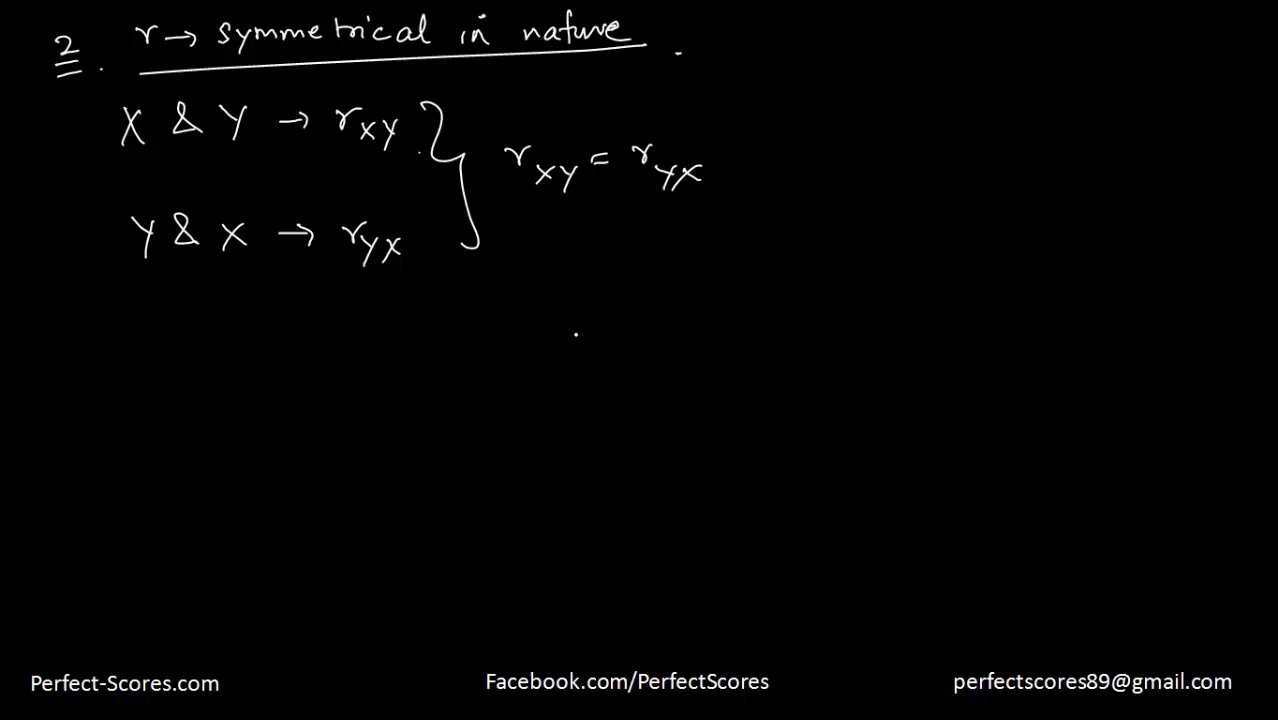 2. r → symmetrical in nature.
X & Y → rxy } rxy = ryx
Y & X → ryx
Perfect-Scores.com
Facebook.com/PerfectScores
perfectscores89@gmail.com